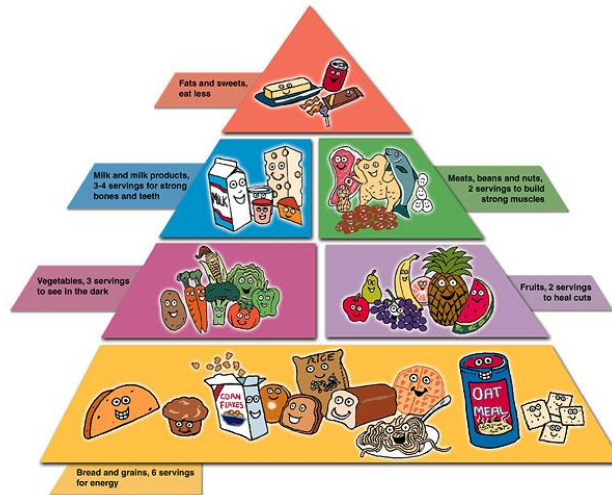 Fats and sweets,
eat less
Milk and milk products,
3-4 servings for strong
bones and teeth
MILK
Meats, beans and nuts,
2 servings to build
strong muscles
Vegetables, 3 servings
to see in the dark
Fruits, 2 servings
to heal cuts
CORN
FLAKES
RICE
OAT
MEAL
Bread and grains, 6 servings
for energy